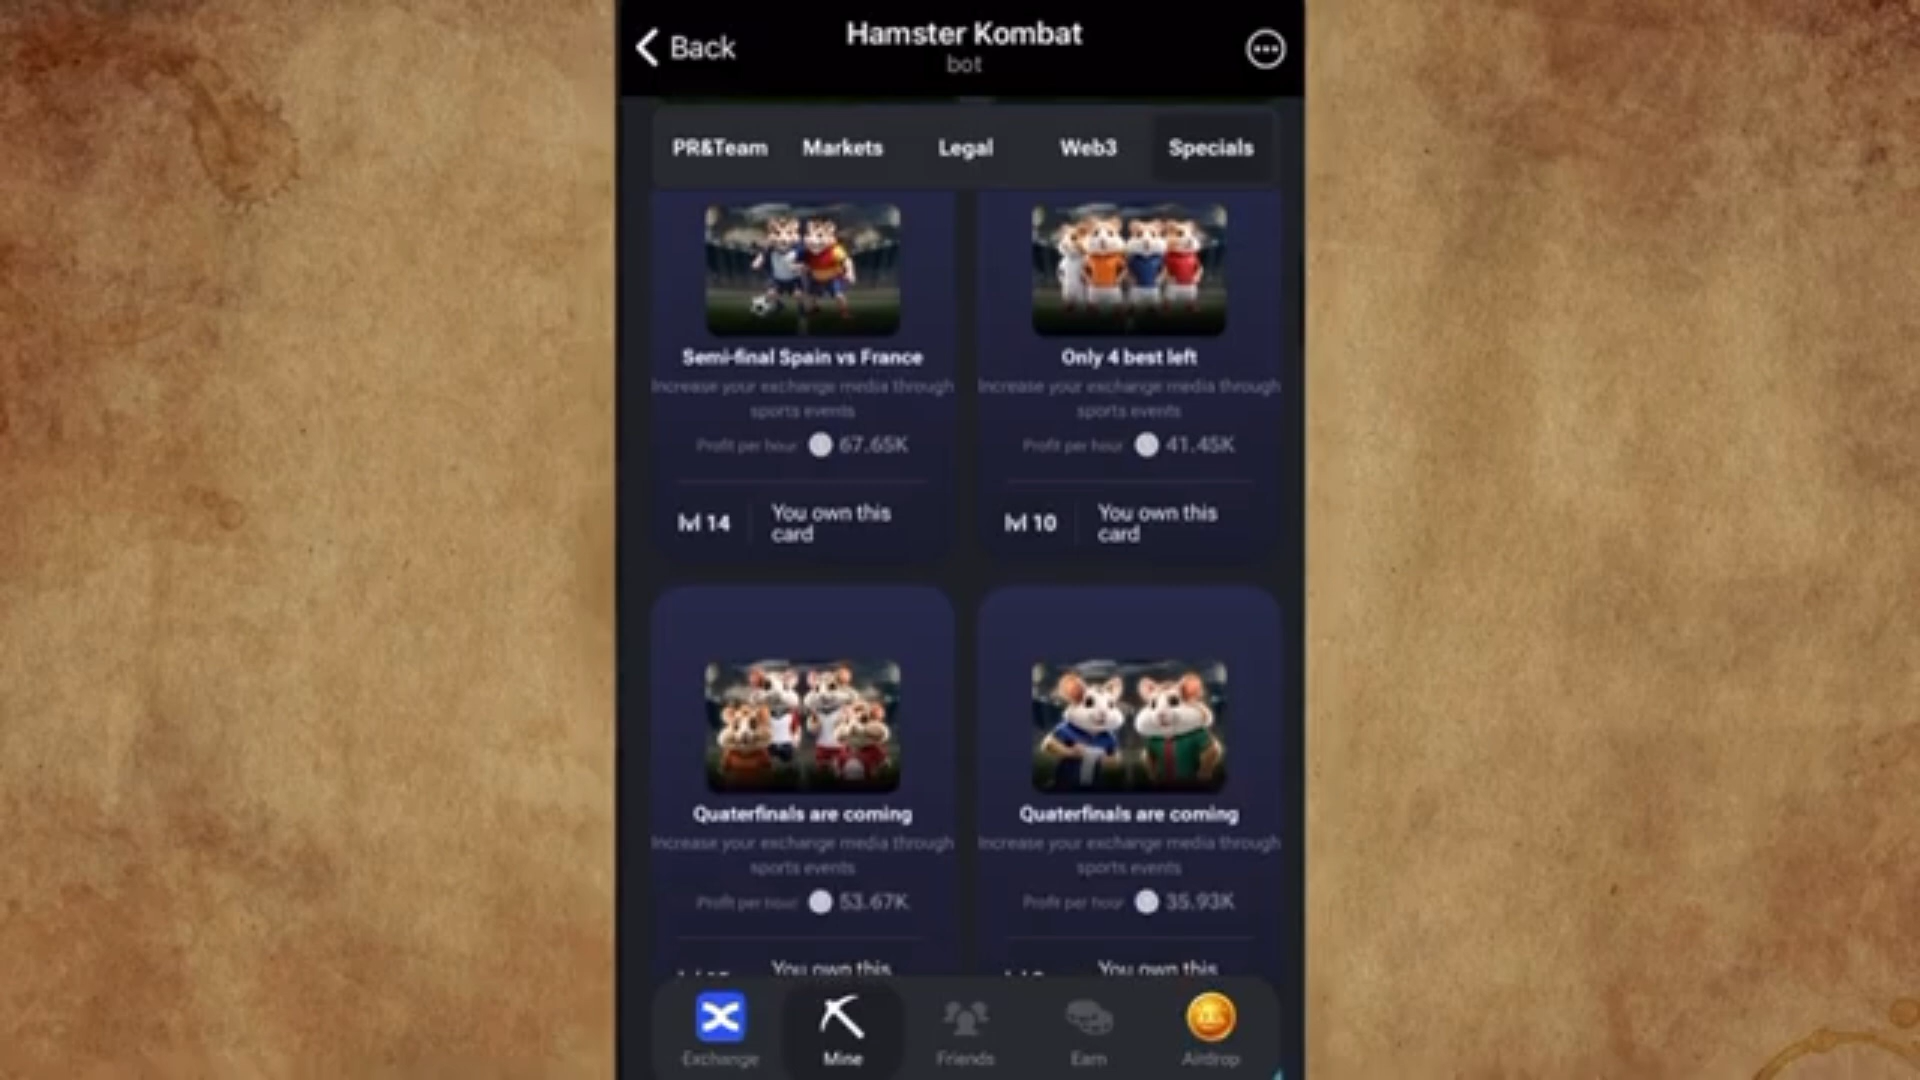 Back
Hamster Kombat
bot
PR&Team Markets Legal Web3 Specials
Semi-final Spain vs France
Increase your exchange media through
sports events
Profit per hour 67.65K
lvl 14
You own this
card
Only 4 best left
Increase your exchange media through
sports events
Profit per hour 41.45K
lvl 10
You own this
card
Quaterfinals are coming
Increase your exchange media through
sports events
Profit per hour 53.67K
You own this
Quaterfinals are coming
Increase your exchange media through
sports events
Profit per hour 35.93K
You own this
Exchange Mine Friends Earn Airdrop